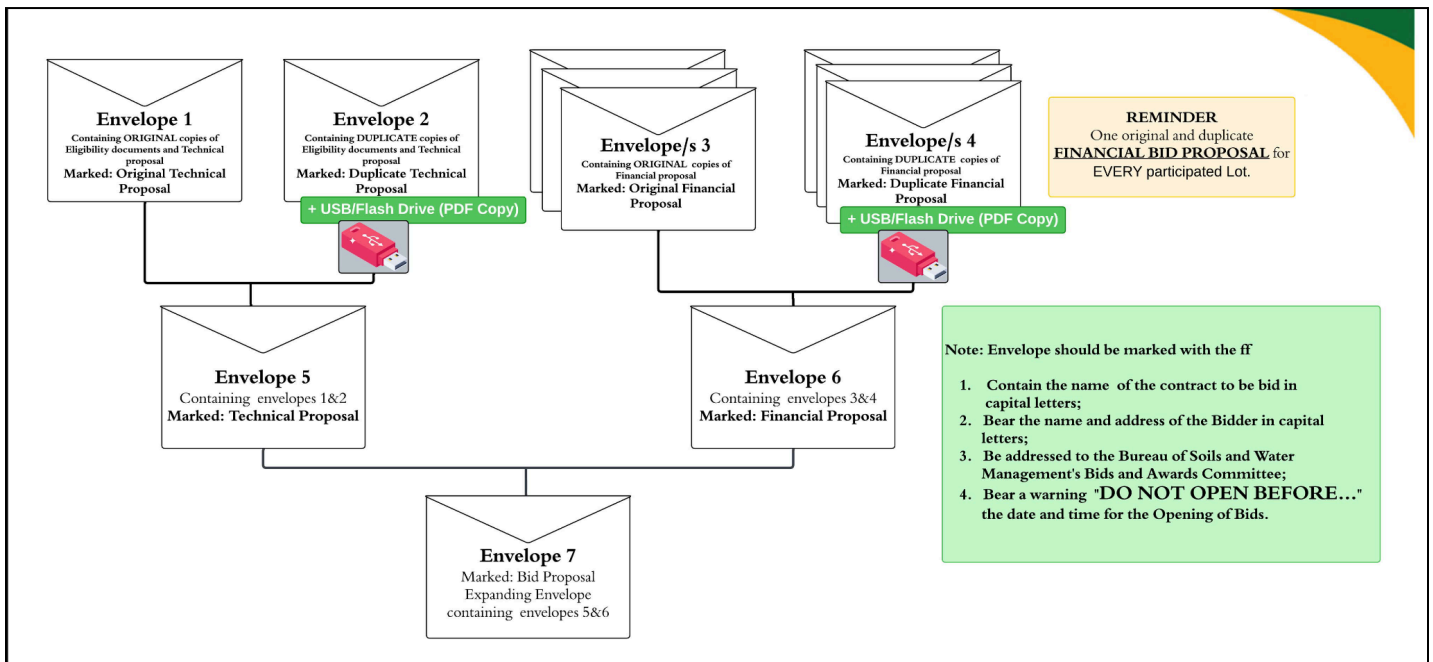 Envelope 1
Containing ORIGINAL copies of
Eligibility documents and Technical
proposal
Marked: Original Technical
Proposal
Envelope 2
Containing DUPLICATE copies of
Eligibility documents and Technical
proposal
Marked: Duplicate Technical
Proposal
+ USB/Flash Drive (PDF Copy)
Envelope/s 3
Containing ORIGINAL copies of
Financial proposal
Marked: Original Financial
Proposal
Envelope/s 4
Containing DUPLICATE copies of
Financial proposal
Marked: Duplicate Financial
Proposal
+ USB/Flash Drive (PDF Copy)
REMINDER
One original and duplicate
FINANCIAL BID PROPOSAL for
EVERY participated Lot.
Envelope 5
Containing envelopes 1&2
Marked: Technical Proposal
Envelope 6
Containing envelopes 3&4
Marked: Financial Proposal
Note: Envelope should be marked with the ff
1. Contain the name of the contract to be bid in
capital letters;
2. Bear the name and address of the Bidder in capital
letters;
3. Be addressed to the Bureau of Soils and Water
Management's Bids and Awards Committee;
4. Bear a warning "DO NOT OPEN BEFORE..."
the date and time for the Opening of Bids.
Envelope 7
Marked: Bid Proposal
Expanding Envelope
containing envelopes 5&6